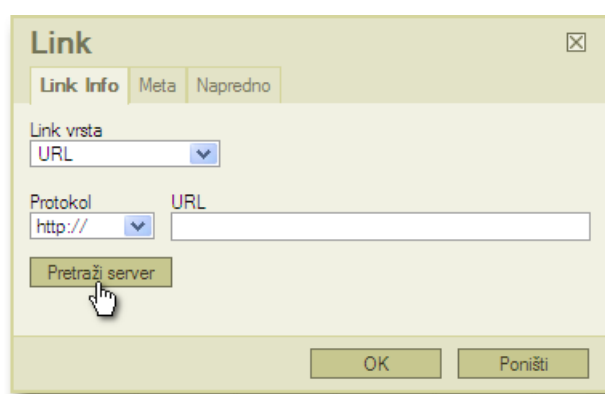 Link
Link Info Meta Napredno
Link vrsta
URL
Protokol URL
http://
Pretraži server
OK Poništi